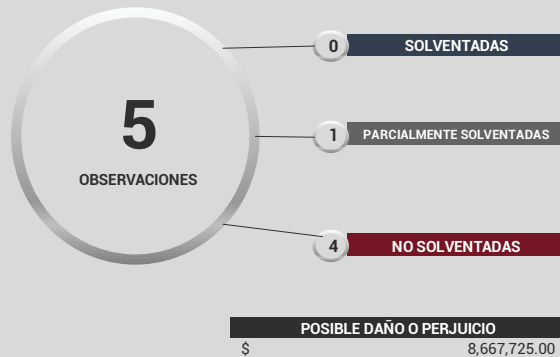 5
OBSERVACIONES
0 SOLVENTADAS
1 PARCIALMENTE SOLVENTADAS
4 NO SOLVENTADAS
POSIBLE DAÑO O PERJUICIO
$ 8,667,725.00